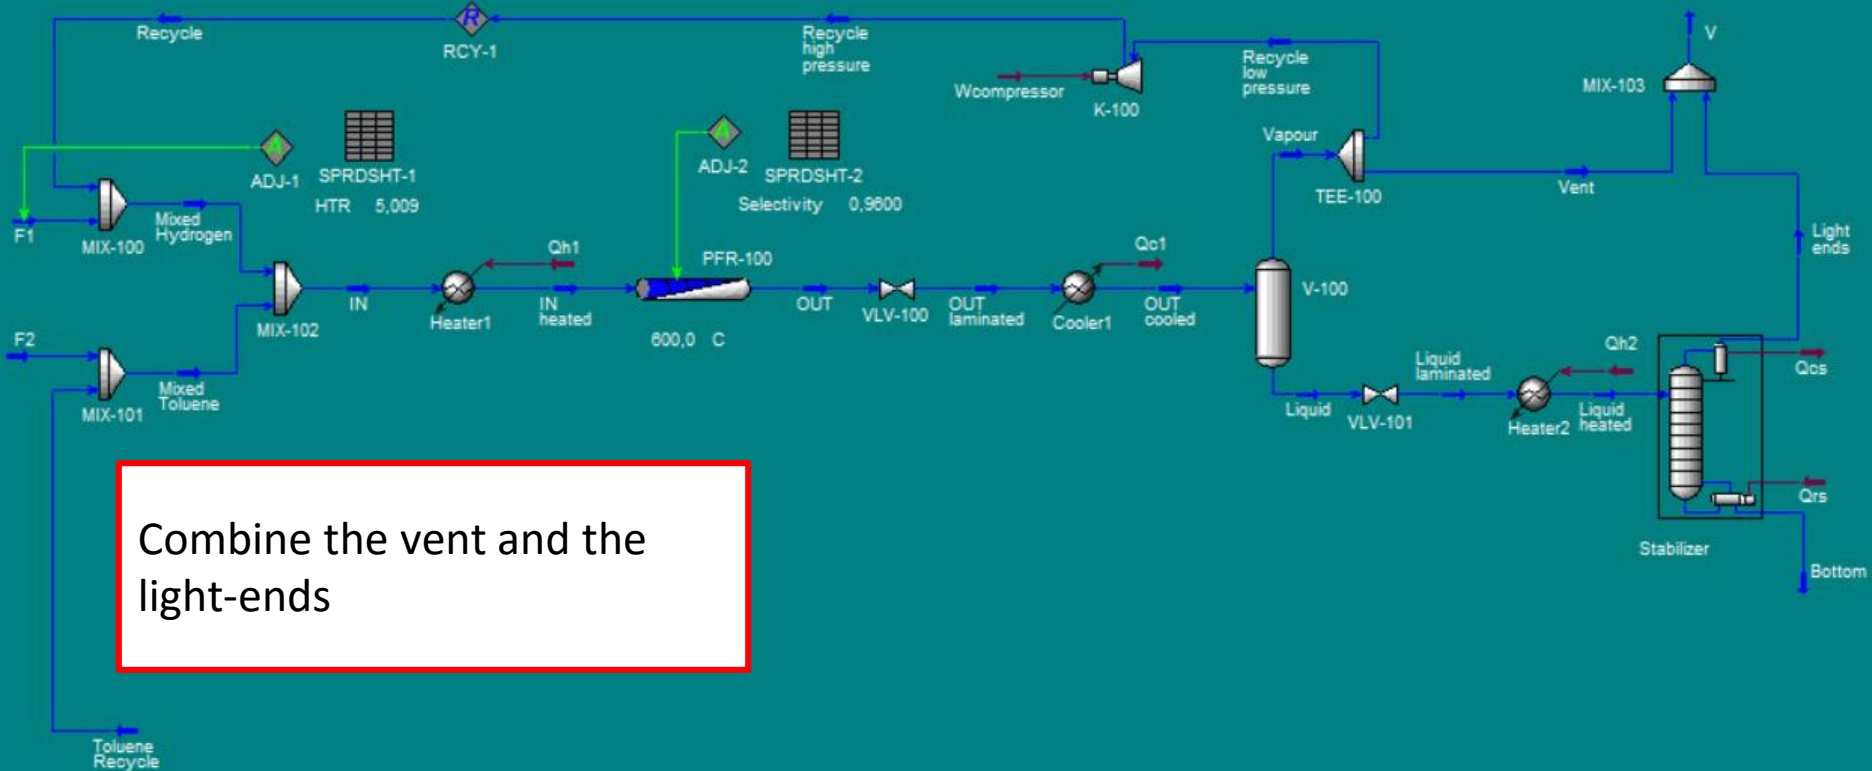 Recycle
R
RCY-1
Recycle
high
pressure
Recycle
low
pressure
Wcompressor
K-100
V
MIX-103
A
ADJ-1
SPRDSHT-1
HTR 5,009
A
ADJ-2
SPRDSHT-2
Selectivity 0,9600
Vapour
TEE-100
Vent
F1
MIX-100
Mixed
Hydrogen
Light
ends
Qh1
PFR-100
Qc1
V-100
MIX-102
IN
Heater1
IN
heated
600,0 C
OUT
VLV-100
OUT
laminated
Cooler1
OUT
cooled
F2
MIX-101
Mixed
Toluene
Liquid
Liquid
laminated
VLV-101
Qh2
Heater2
Liquid
heated
Qcs
Qrs
Stabilizer
Bottom
Combine the vent and the
light-ends
Toluene
Recycle